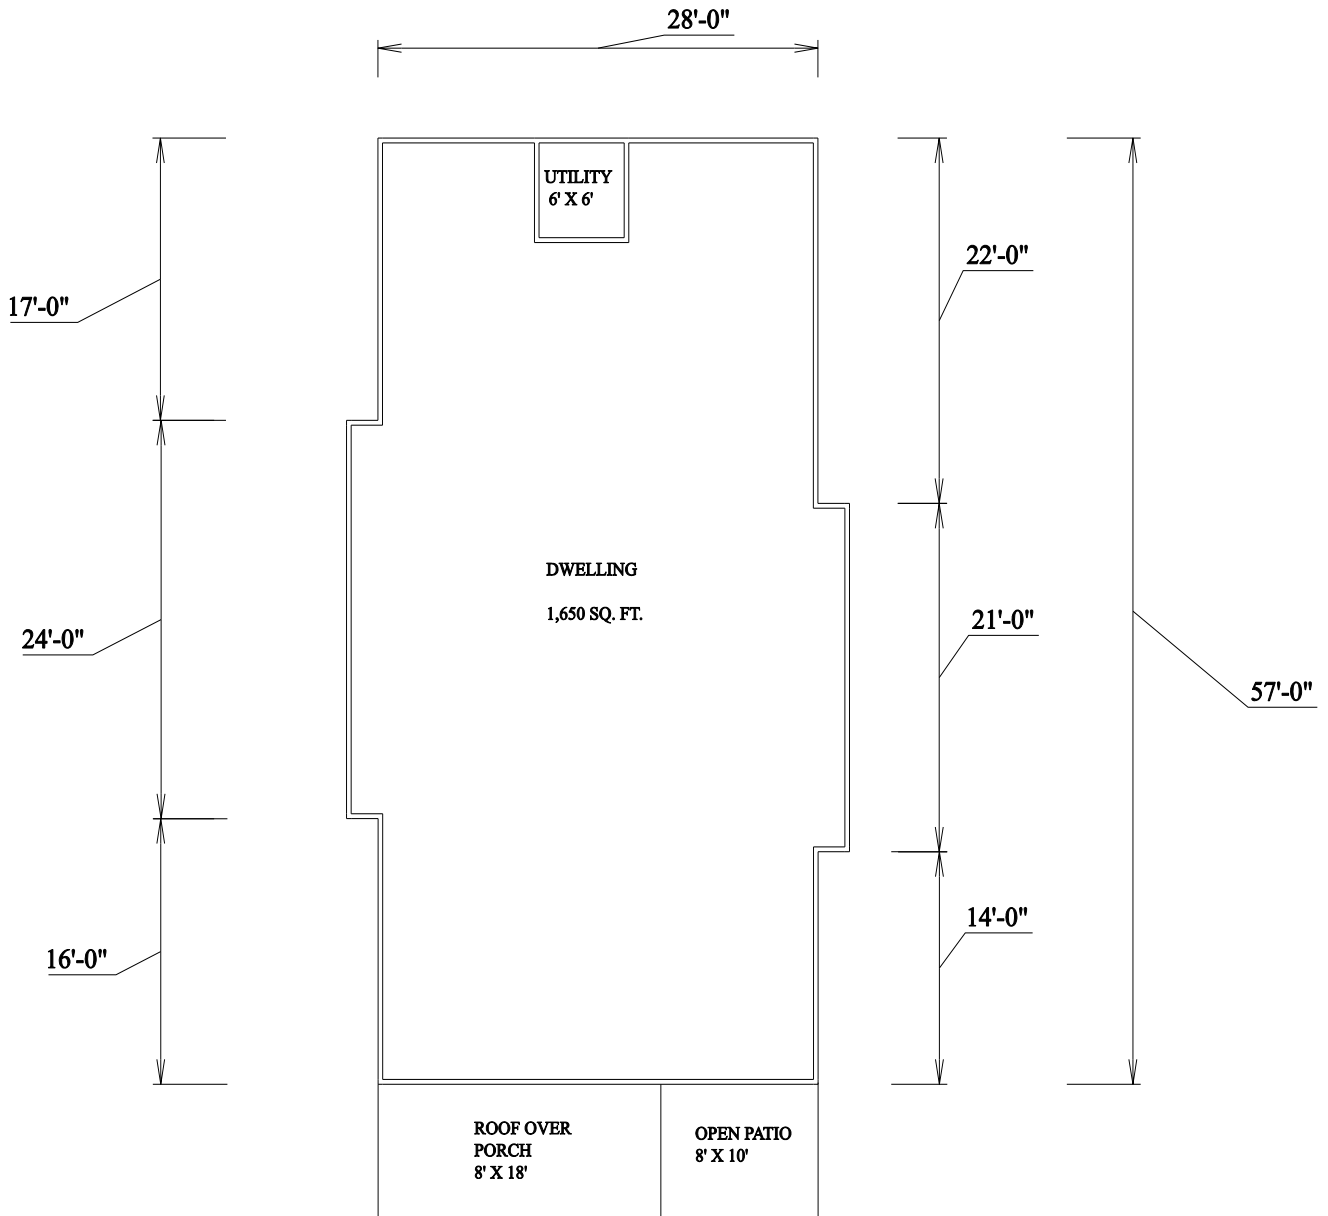 28'-0"
UTILITY
6' X 6'
22'-0"
17'-0"
DWELLING
1,650 SQ. FT.
21'-0"
24'-0"
57'-0"
14'-0"
16'-0"
ROOF OVER
PORCH
8' X 18'
OPEN PATIO
8' X 10'